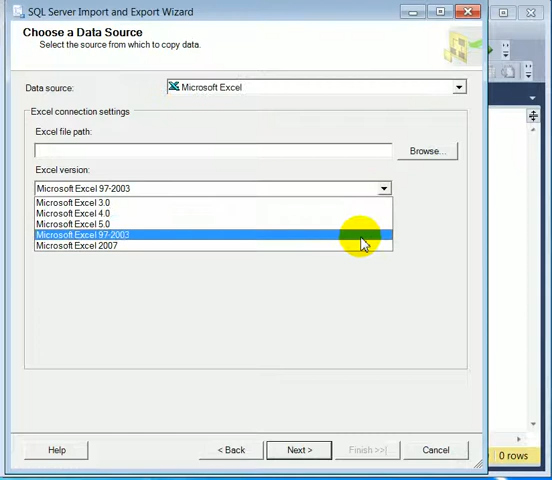 SQL Server Import and Export Wizard
Choose a Data Source
Select the source from which to copy data.
Data source:
Microsoft Excel
Excel connection settings
Excel file path:
Browse...
Excel version:
Microsoft Excel 97-2003
Microsoft Excel 3.0
Microsoft Excel 4.0
Microsoft Excel 5.0
Microsoft Excel 97-2003
Microsoft Excel 2007
Help
< Back
Next >
Finish >>|
Cancel
0 rows